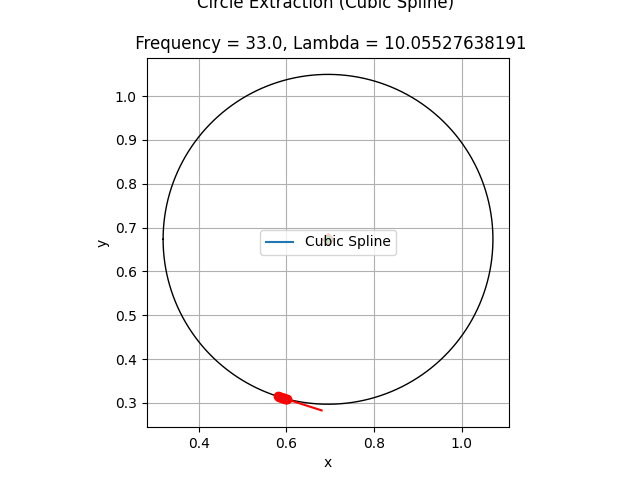 Circle Extraction (Cubic Spline)
Frequency = 33.0, Lambda = 10.05527638191
1.0
0.9
0.8
0.7
0.6
0.5
0.4
0.3
y
Cubic Spline
0.4 0.6 0.8 1.0
x